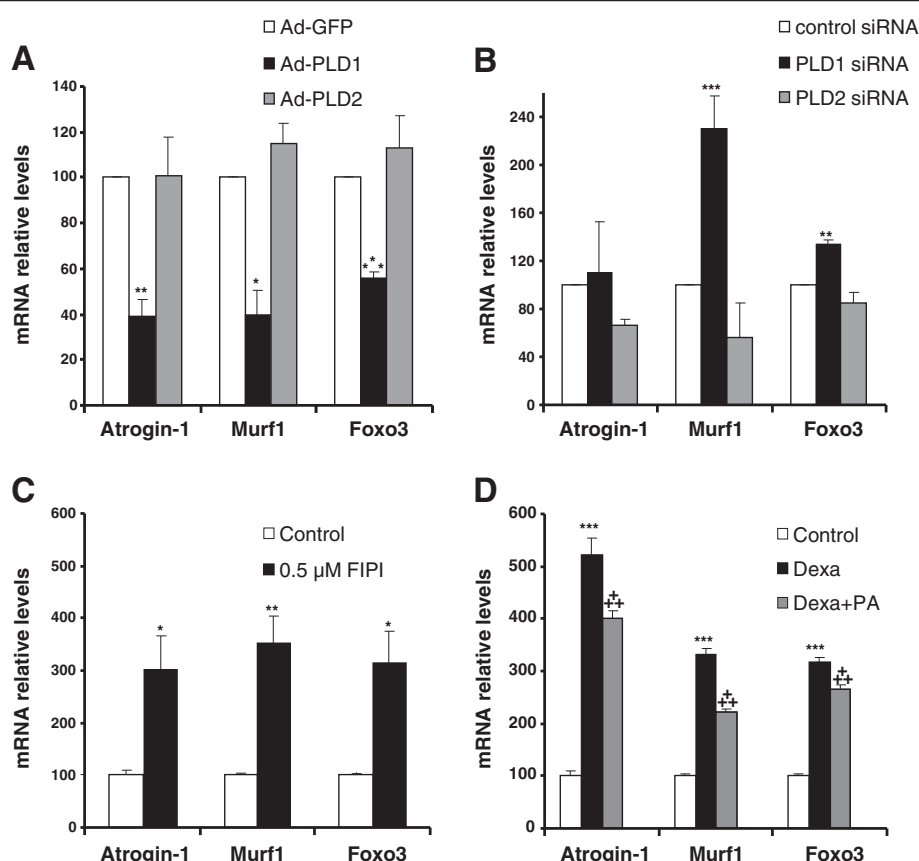 A
Ad-GFP
Ad-PLD1
Ad-PLD2
mRNA relative levels
140
120
100
80
60
40
20
0
**
*
***
Atrogin-1 Murf1 Foxo3
B
control siRNA
PLD1 siRNA
PLD2 siRNA
mRNA relative levels
240
200
160
120
80
40
0
***
**
Atrogin-1 Murf1 Foxo3
C
Control
0.5 µM FIPI
mRNA relative levels
600
500
400
300
200
100
0
*
**
*
Atrogin-1 Murf1 Foxo3
D
Control
Dexa
Dexa+PA
mRNA relative levels
600
500
400
300
200
100
0
***
+++
***
+++
***
+++
Atrogin-1 Murf1 Foxo3